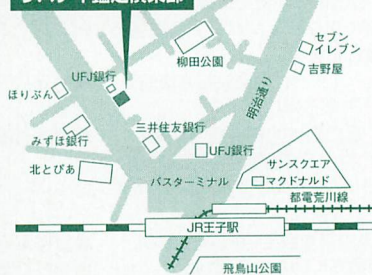 柳田公園
セブン
イレブン
吉野屋
UFJ銀行
ほりぶん
明治通り
三井住友銀行
みずほ銀行
UFJ銀行
北とぴあ
バスターミナル
サンスクエア
マクドナルド
都電荒川線
JR王子駅
飛鳥山公園